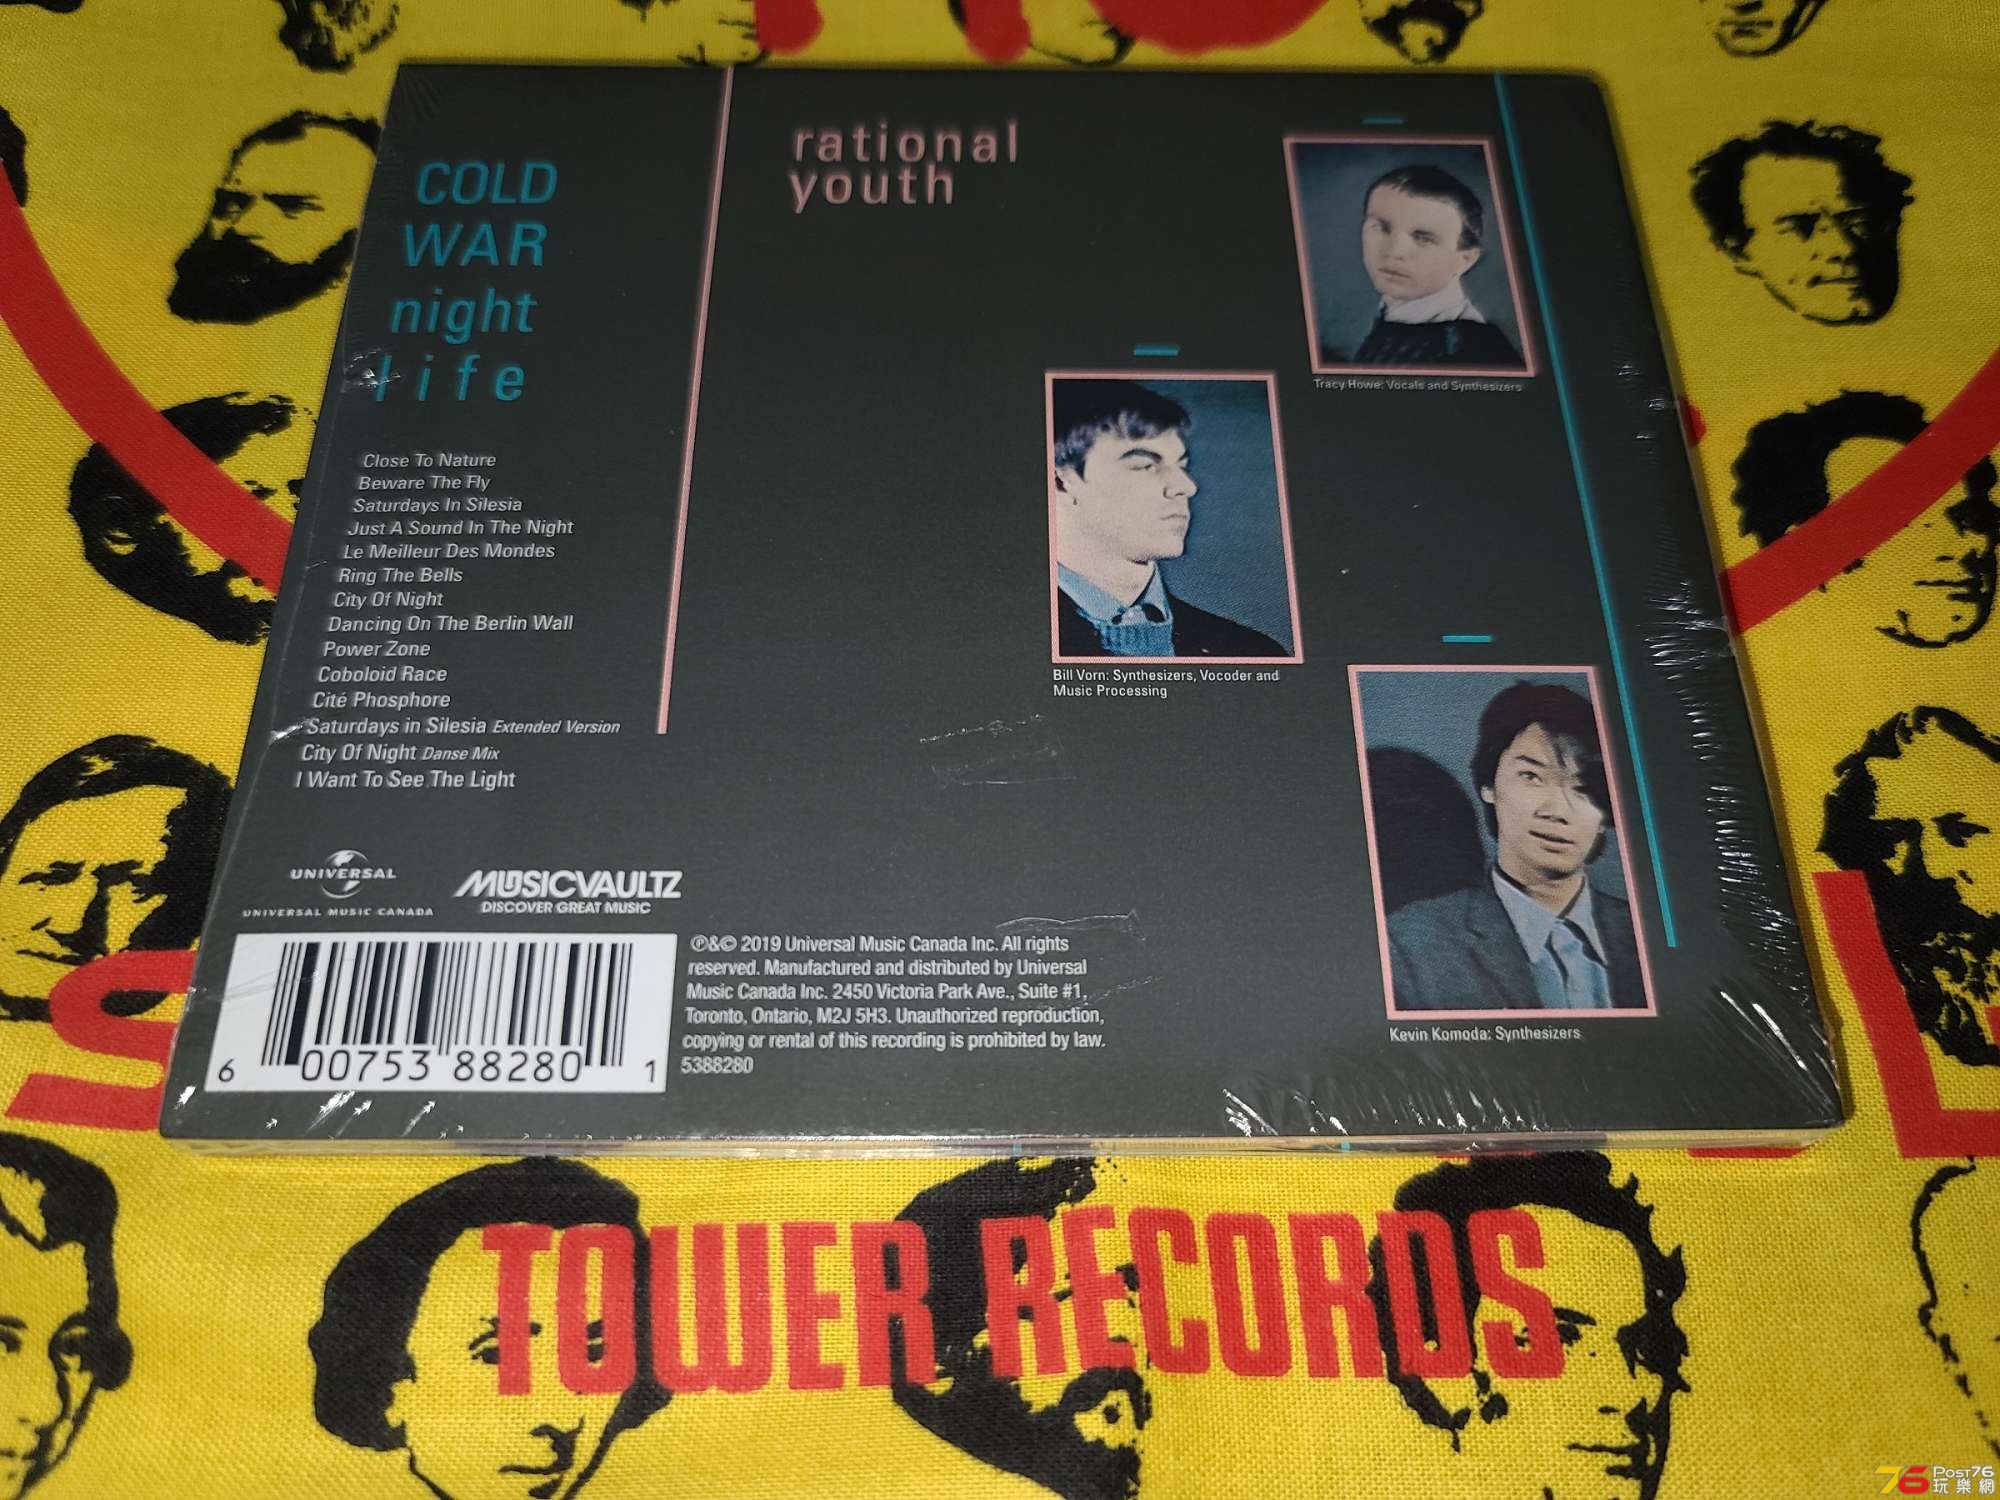 COLD
WAR
night
life
rational
youth
Close To Nature
Beware The Fly
Saturdays In Silesia
Just A Sound In The Night
Le Meilleur Des Mondes
Ring The Bells
City Of Night
Dancing On The Berlin Wall
Power Zone
Coboloid Race
Cité Phosphore
Saturdays in Silesia Extended Version
City Of Night Danse Mix
I Want To See The Light
Tracy Howe: Vocals and Synthesizers
Bill Vorn: Synthesizers, Vocoder and
Music Processing
Kevin Komoda: Synthesizers
UNIVERSAL
UNIVERSAL MUSIC CANADA
MUSICVAULTZ
DISCOVER GREAT MUSIC
℗&© 2019 Universal Music Canada Inc. All rights
reserved. Manufactured and distributed by Universal
Music Canada Inc. 2450 Victoria Park Ave., Suite #1,
Toronto, Ontario, M2J 5H3. Unauthorized reproduction,
copying or rental of this recording is prohibited by law.
5388280
6 00753 88280 1
TOWER RECORDS
76 Post76
玩樂網